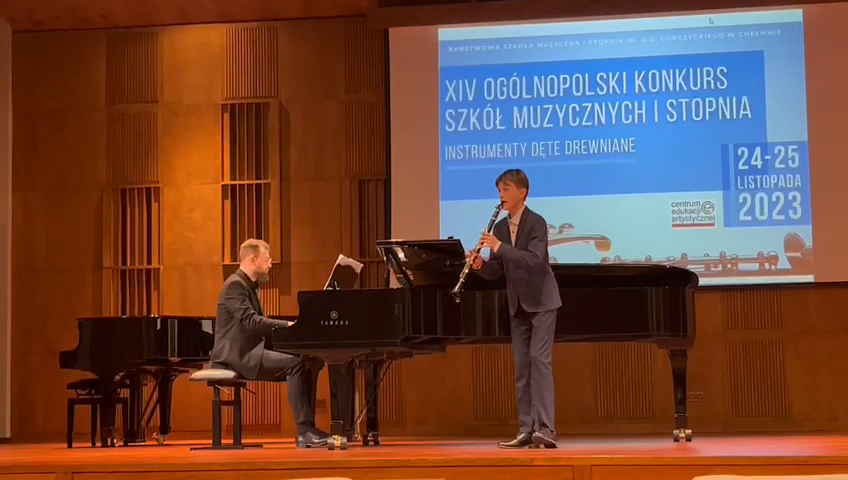 PAŃSTWOWA SZKOŁA MUZYCZNA I STOPNIA IM. G.G. GORCZYCKIEGO W CHEŁMNIE
XIV OGÓLNOPOLSKI KONKURS
SZKÓŁ MUZYCZNYCH I STOPNIA
INSTRUMENTY DĘTE DREWNIANE
24-25
LISTOPADA
2023
centrum
edukacji
artystycznej
YAMAHA